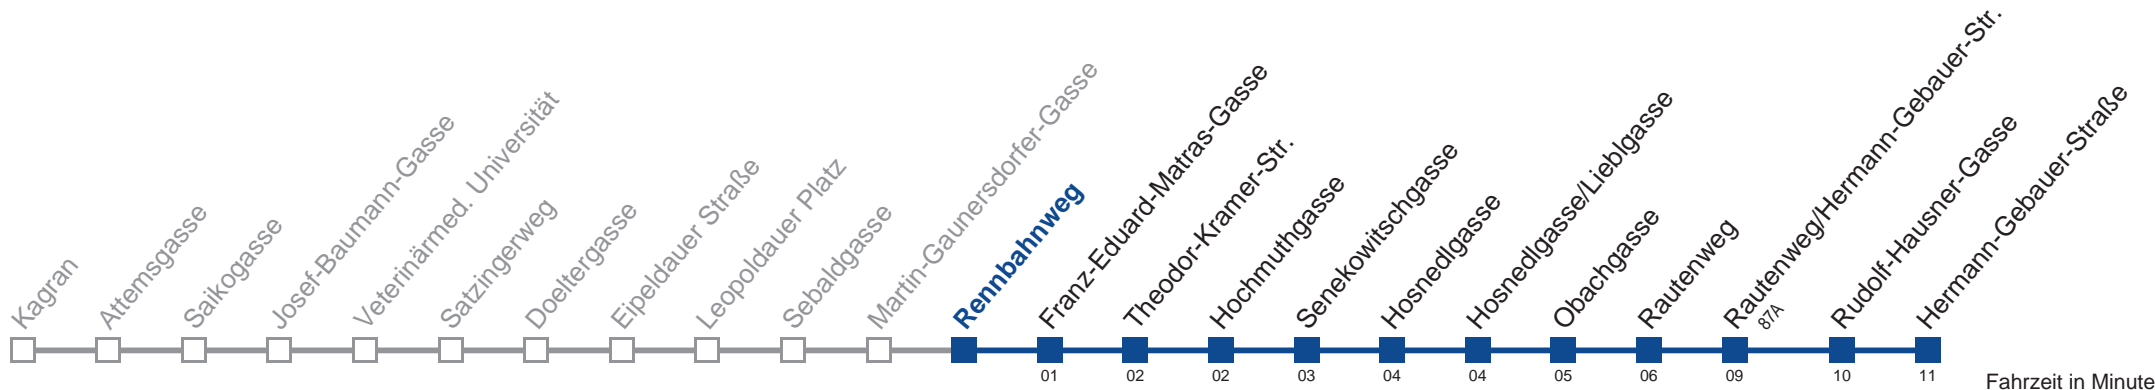 Kagran
Attemsgasse
Saikogasse
Josef-Baumann-Gasse
Veterinärmed. Universität
Satzingerweg
Doeltergasse
Eipeldauer Straße
Leopoldauer Platz
Sebaldgasse
Martin-Gaunersdorfer-Gasse
Rennbahnweg
Franz-Eduard-Matras-Gasse
Theodor-Kramer-Str.
Hochmuthgasse
Senekowitschgasse
Hosnedlgasse
Hosnedlgasse/Lieblgasse
Obachgasse
Rautenweg
Rautenweg/Hermann-Gebauer-Str.
87A
Rudolf-Hausner-Gasse
Hermann-Gebauer-Straße
01 02 02 03 04 04 05 06 09 10 11
Fahrzeit in Minute